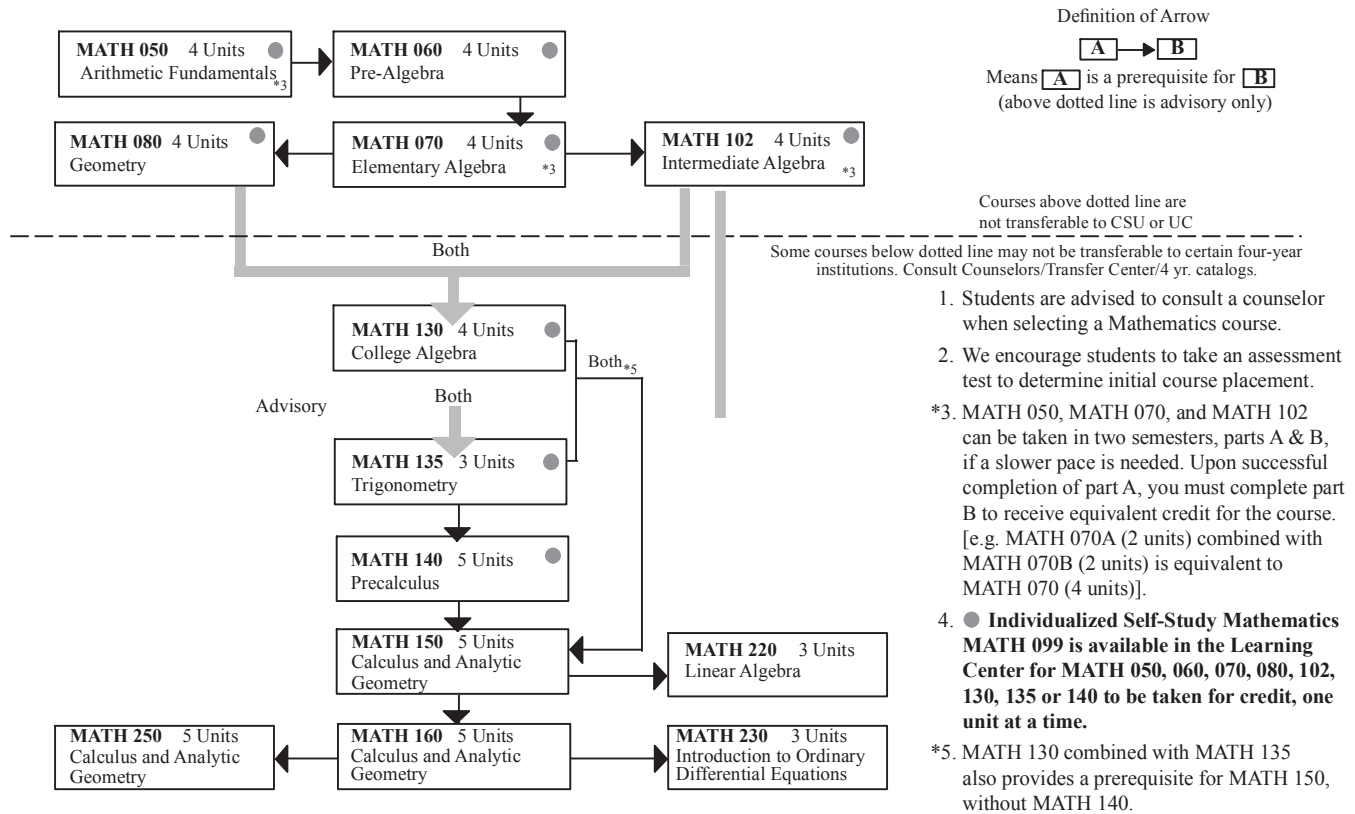 MATH 050 4 Units
Arithmetic Fundamentals
*3
MATH 060 4 Units
Pre-Algebra
Definition of Arrow
A B
Means A is a prerequisite for B
(above dotted line is advisory only)
MATH 080 4 Units
Geometry
MATH 070 4 Units
Elementary Algebra *3
MATH 102 4 Units
Intermediate Algebra
*3
Courses above dotted line are
not transferable to CSU or UC
Both
Some courses below dotted line may not be transferable to certain four-year
institutions. Consult Counselors/Transfer Center/4 yr. catalogs.
MATH 130 4 Units
College Algebra
Both *5
Advisory
Both
MATH 135 3 Units
Trigonometry
MATH 140 5 Units
Precalculus
MATH 150 5 Units
Calculus and Analytic
Geometry
MATH 220 3 Units
Linear Algebra
MATH 250 5 Units
Calculus and Analytic
Geometry
MATH 160 5 Units
Calculus and Analytic
Geometry
MATH 230 3 Units
Introduction to Ordinary
Differential Equations
1. Students are advised to consult a counselor
when selecting a Mathematics course.
2. We encourage students to take an assessment
test to determine initial course placement.
*3. MATH 050, MATH 070, and MATH 102
can be taken in two semesters, parts A & B,
if a slower pace is needed. Upon successful
completion of part A, you must complete part
B to receive equivalent credit for the course.
[e.g. MATH 070A (2 units) combined with
MATH 070B (2 units) is equivalent to
MATH 070 (4 units)].
4. Individualized Self-Study Mathematics
MATH 099 is available in the Learning
Center for MATH 050, 060, 070, 080, 102,
130, 135 or 140 to be taken for credit, one
unit at a time.
*5. MATH 130 combined with MATH 135
also provides a prerequisite for MATH 150,
without MATH 140.